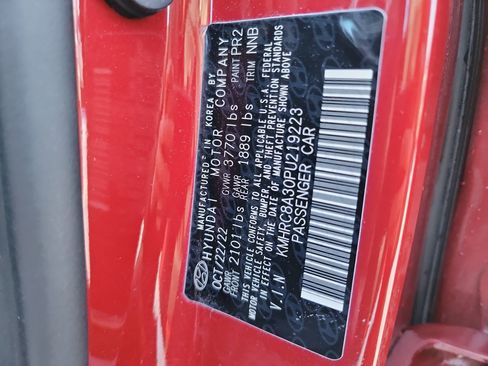 MANUFACTURED IN KOREA BY
HYUNDAI MOTOR COMPANY
OCT/22/22 GVWR 3770 lbs PAINT PR2
GAWR FRONT 2101 lbs GAWR REAR 1889 lbs TRIM NNB
THIS VEHICLE CONFORMS TO ALL APPLICABLE U.S.A. FEDERAL
MOTOR VEHICLE SAFETY, BUMPER, AND THEFT PREVENTION STANDARDS
IN EFFECT ON THE DATE OF MANUFACTURE SHOWN ABOVE
V.I.N KMHRC8A30PU219223
PASSENGER CAR